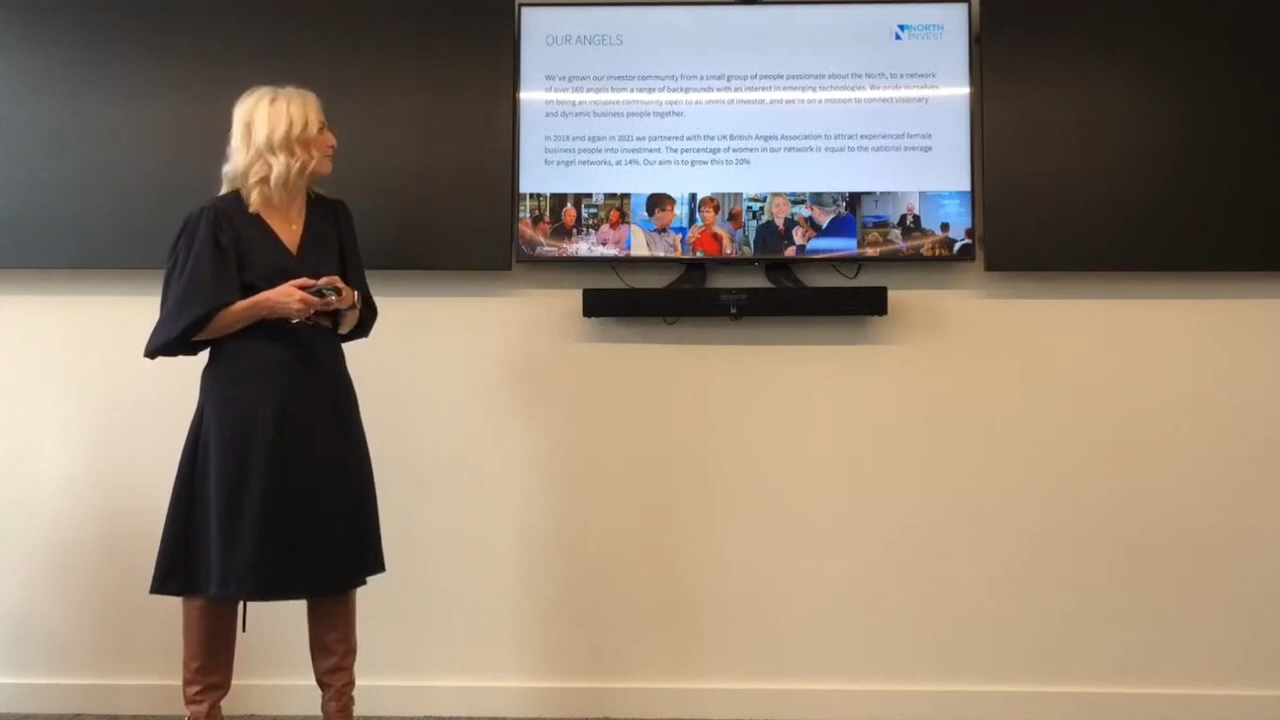 OUR ANGELS
NORTH
INVEST
We've grown our investor community from a small group of people passionate about the North, to a network
of over 160 angels from a range of backgrounds with an interest in emerging technologies. We pride ourselves
on being an inclusive community open to all levels of investor, and we're on a mission to connect visionary
and dynamic business people together.
In 2018 and again in 2021 we partnered with the UK British Angels Association to attract experienced female
business people into investment. The percentage of women in our network is equal to the national average
for angel networks, at 14%. Our aim is to grow this to 20%